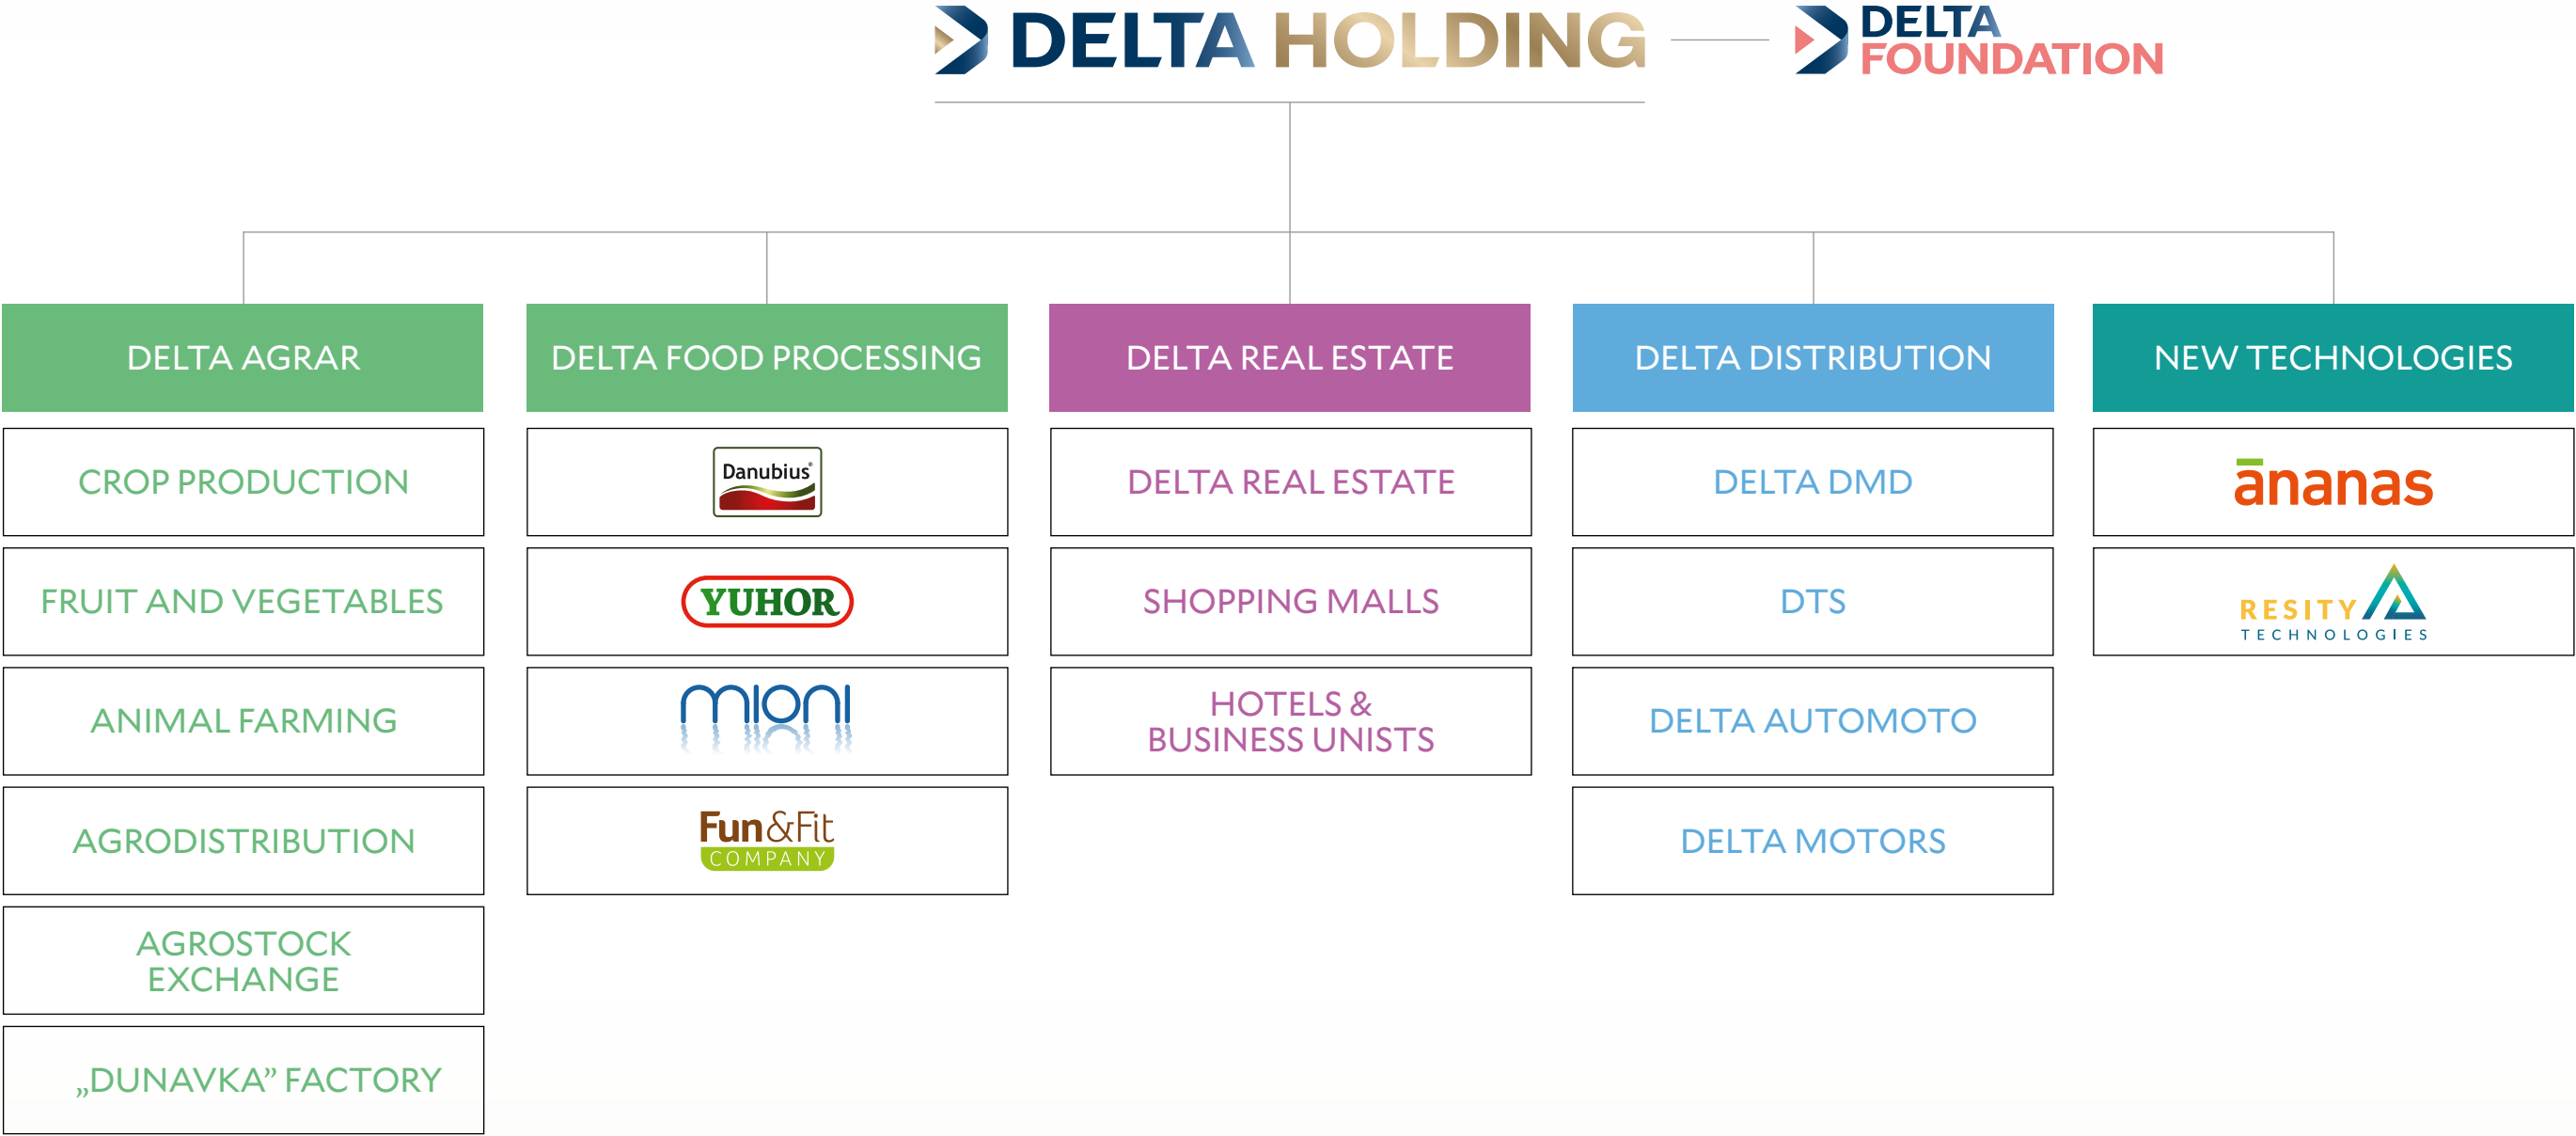 DELTA HOLDING
DELTA
FOUNDATION
DELTA AGRAR
CROP PRODUCTION
FRUIT AND VEGETABLES
ANIMAL FARMING
AGRODISTRIBUTION
AGROSTOCK
EXCHANGE
„DUNAVKA” FACTORY
DELTA FOOD PROCESSING
Danubius®
YUHOR
mioni
Fun&Fit
COMPANY
DELTA REAL ESTATE
DELTA REAL ESTATE
SHOPPING MALLS
HOTELS &
BUSINESS UNISTS
DELTA DISTRIBUTION
DELTA DMD
DTS
DELTA AUTOMOTO
DELTA MOTORS
NEW TECHNOLOGIES
ānanas
RESITY
TECHNOLOGIES